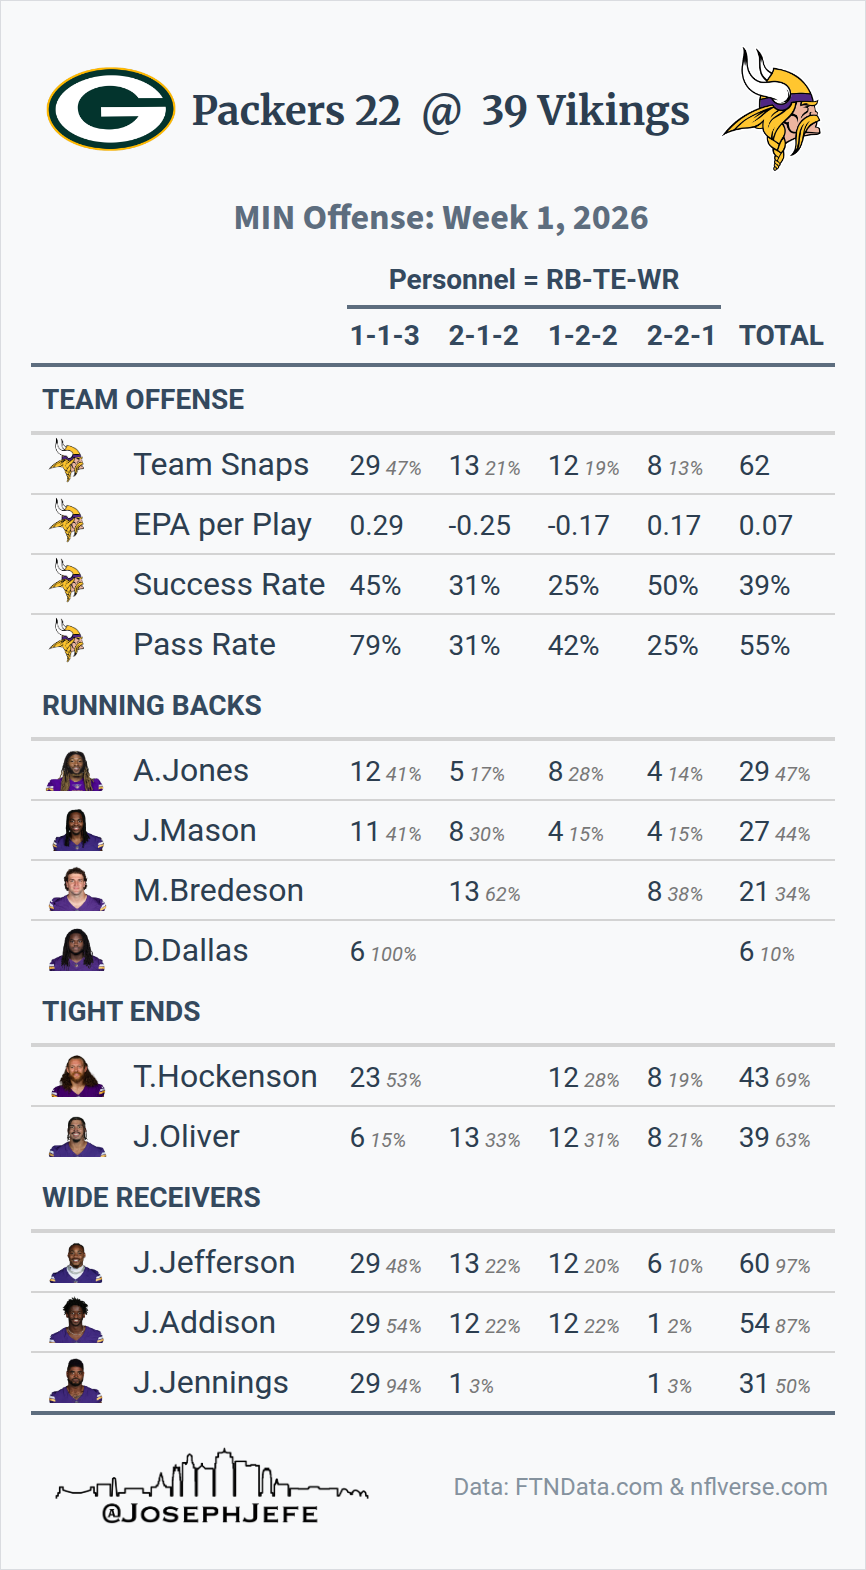 Packers 22 @ 39 Vikings
MIN Offense: Week 1, 2026
Personnel = RB-TE-WR
1-1-3 2-1-2 1-2-2 2-2-1 TOTAL
TEAM OFFENSE
Team Snaps 29 47% 13 21% 12 19% 8 13% 62
EPA per Play 0.29 -0.25 -0.17 0.17 0.07
Success Rate 45% 31% 25% 50% 39%
Pass Rate 79% 31% 42% 25% 55%
RUNNING BACKS
A.Jones 12 41% 5 17% 8 28% 4 14% 29 47%
J.Mason 11 41% 8 30% 4 15% 4 15% 27 44%
M.Bredeson 13 62% 8 38% 21 34%
D.Dallas 6 100% 6 10%
TIGHT ENDS
T.Hockenson 23 53% 12 28% 8 19% 43 69%
J.Oliver 6 15% 13 33% 12 31% 8 21% 39 63%
WIDE RECEIVERS
J.Jefferson 29 48% 13 22% 12 20% 6 10% 60 97%
J.Addison 29 54% 12 22% 12 22% 1 2% 54 87%
J.Jennings 29 94% 1 3% 1 3% 31 50%
@JosephJefe
Data: FTNData.com & nflverse.com